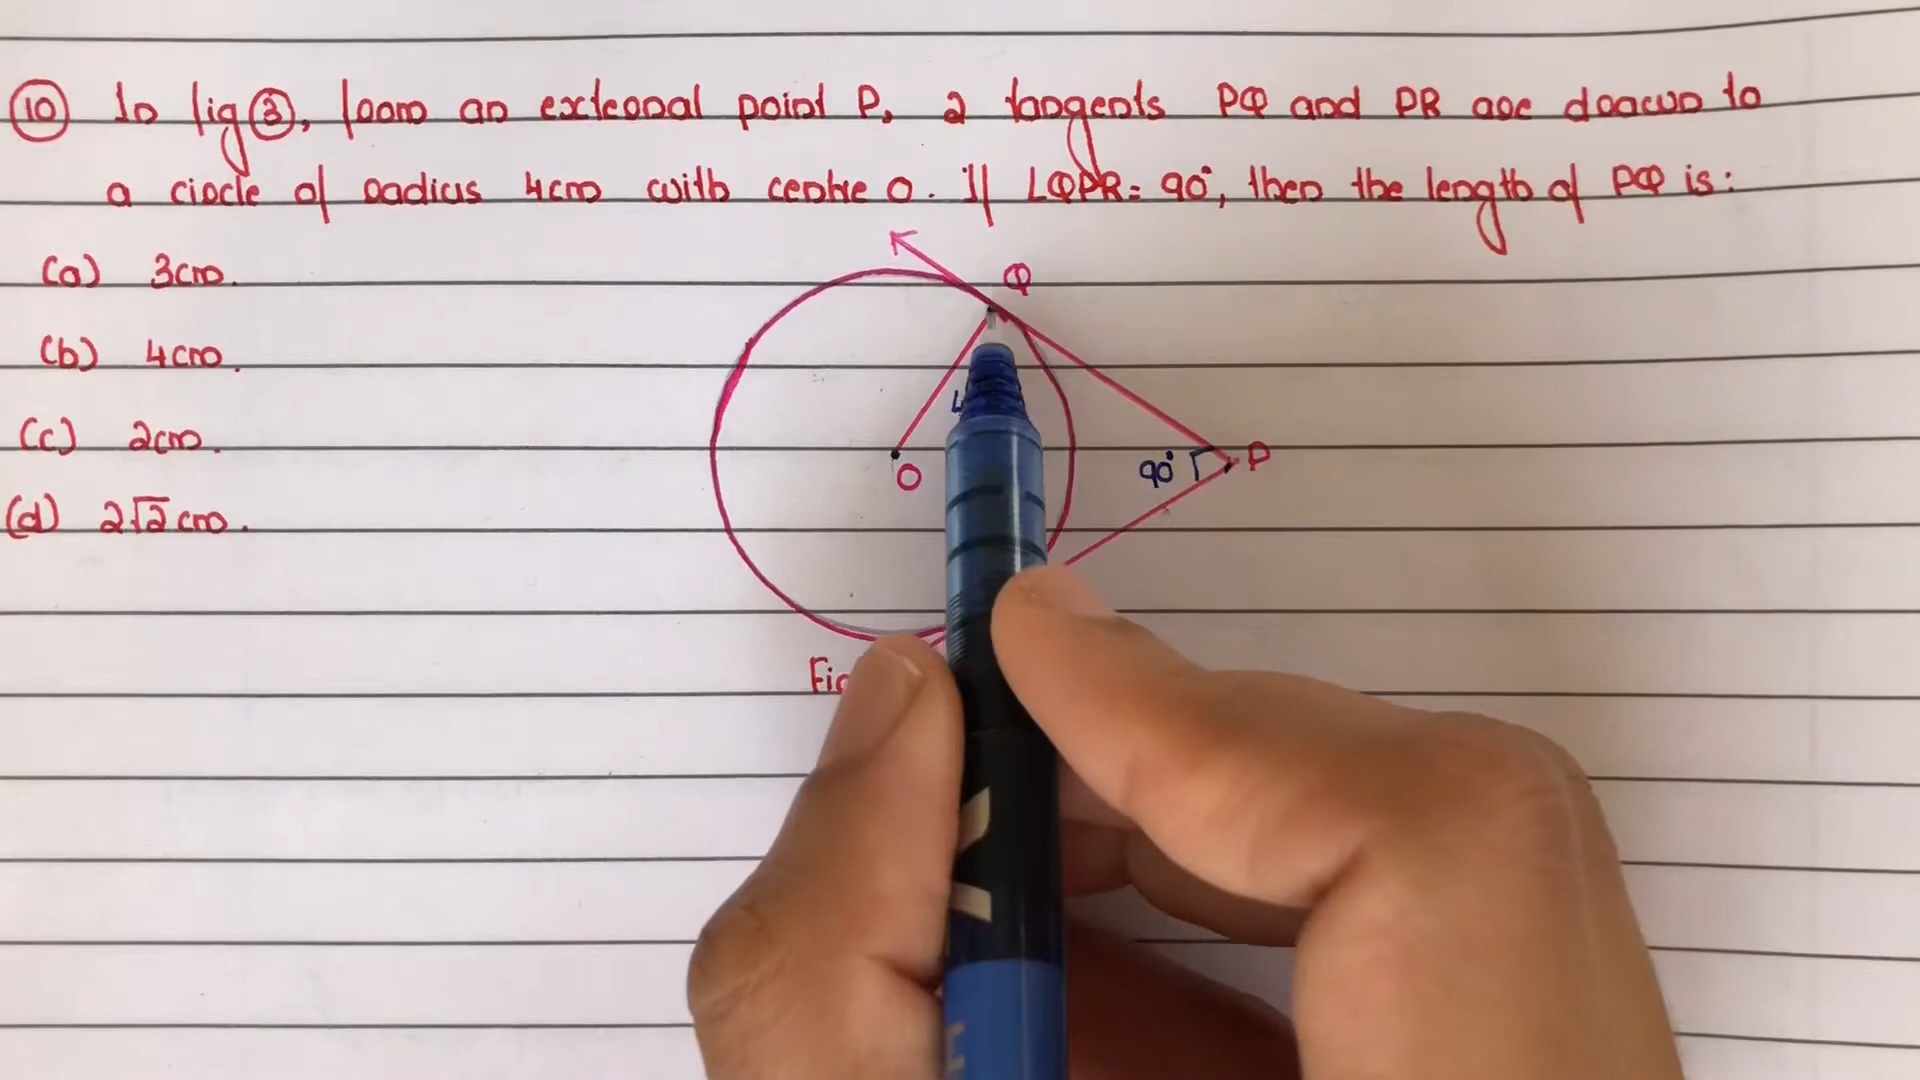 10 In fig 3, from an external point P, 2 tangents PQ and PR are drawn to
a circle of radius 4cm with centre O. If ∠QPR = 90°, then the length of PQ is:
(a) 3cm.
(b) 4cm.
(c) 2cm.
(d) 2√2 cm.
Q
4
90° P
O